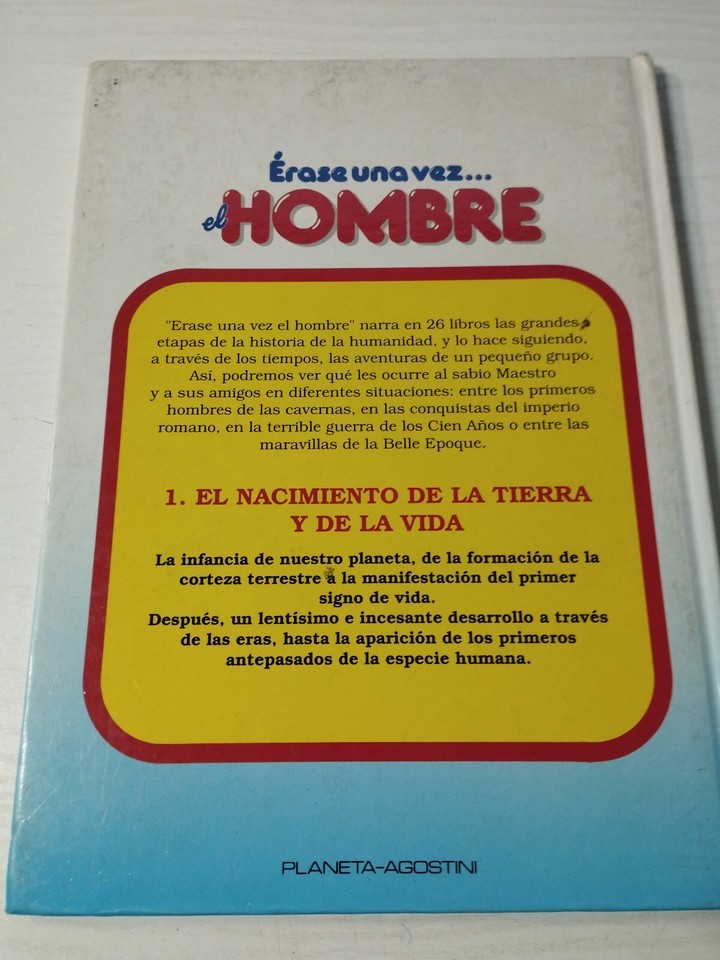 Érase una vez...
el HOMBRE
"Erase una vez el hombre" narra en 26 libros las grandes
etapas de la historia de la humanidad, y lo hace siguiendo,
a través de los tiempos, las aventuras de un pequeño grupo.
Así, podremos ver qué les ocurre al sabio Maestro
y a sus amigos en diferentes situaciones: entre los primeros
hombres de las cavernas, en las conquistas del imperio
romano, en la terrible guerra de los Cien Años o entre las
maravillas de la Belle Epoque.
1. EL NACIMIENTO DE LA TIERRA
Y DE LA VIDA
La infancia de nuestro planeta, de la formación de la
corteza terrestre a la manifestación del primer
signo de vida.
Después, un lentísimo e incesante desarrollo a través
de las eras, hasta la aparición de los primeros
antepasados de la especie humana.
PLANETA-AGOSTINI